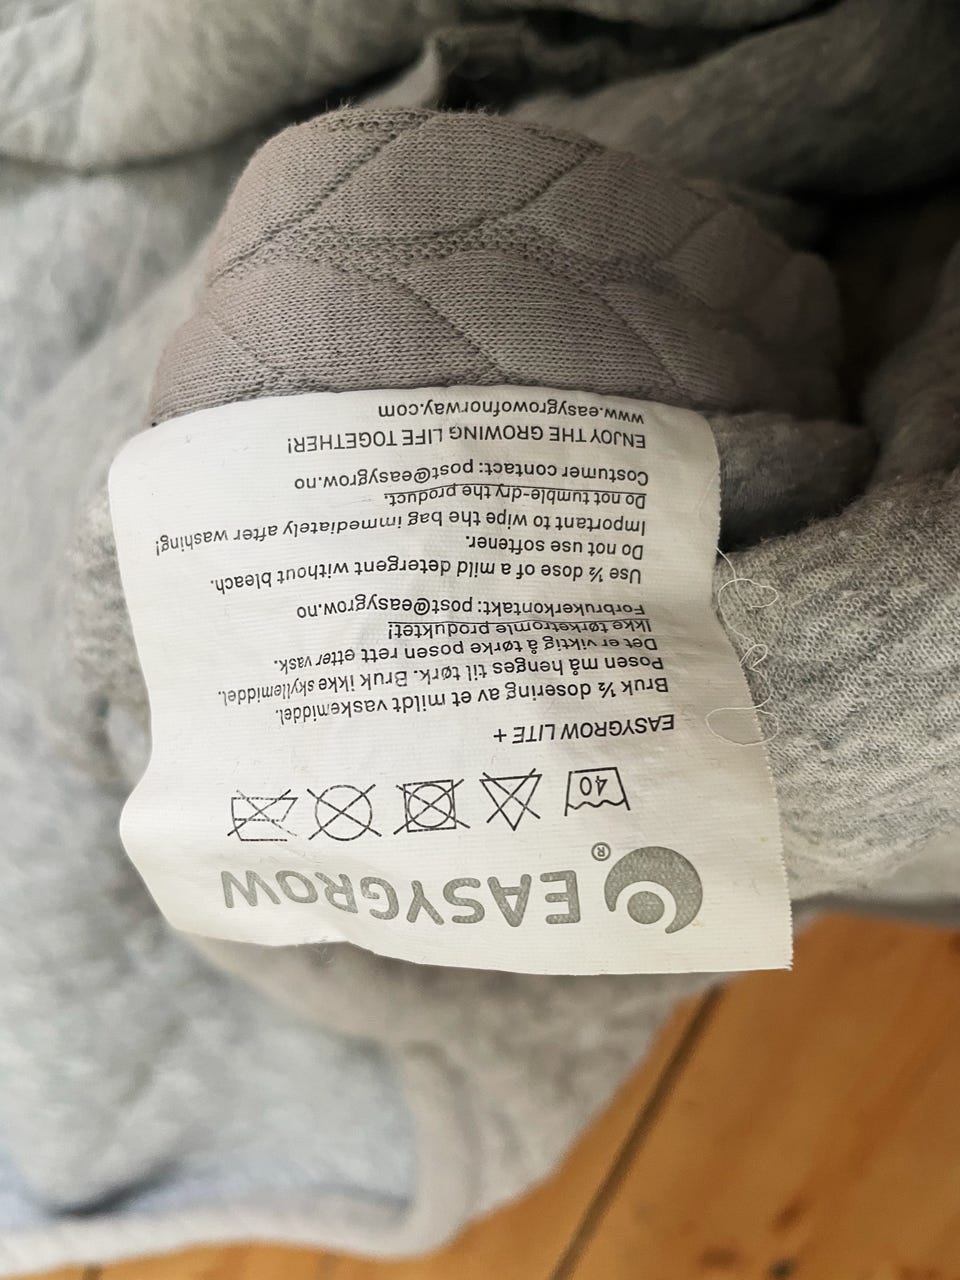 EASYGROW®
40
EASYGROW LITE +
Bruk ½ dosering av et mildt vaskemiddel.
Posen må henges til tørk. Bruk ikke skyllemiddel.
Det er viktig å tørke posen rett etter vask.
Ikke tørketromle produktet!
Forbrukerkontakt: post@easygrow.no
Use ½ dose of a mild detergent without bleach.
Do not use softener.
Important to wipe the bag immediately after washing!
Do not tumble-dry the product.
Costumer contact: post@easygrow.no
ENJOY THE GROWING LIFE TOGETHER!
www.easygrowofnorway.com